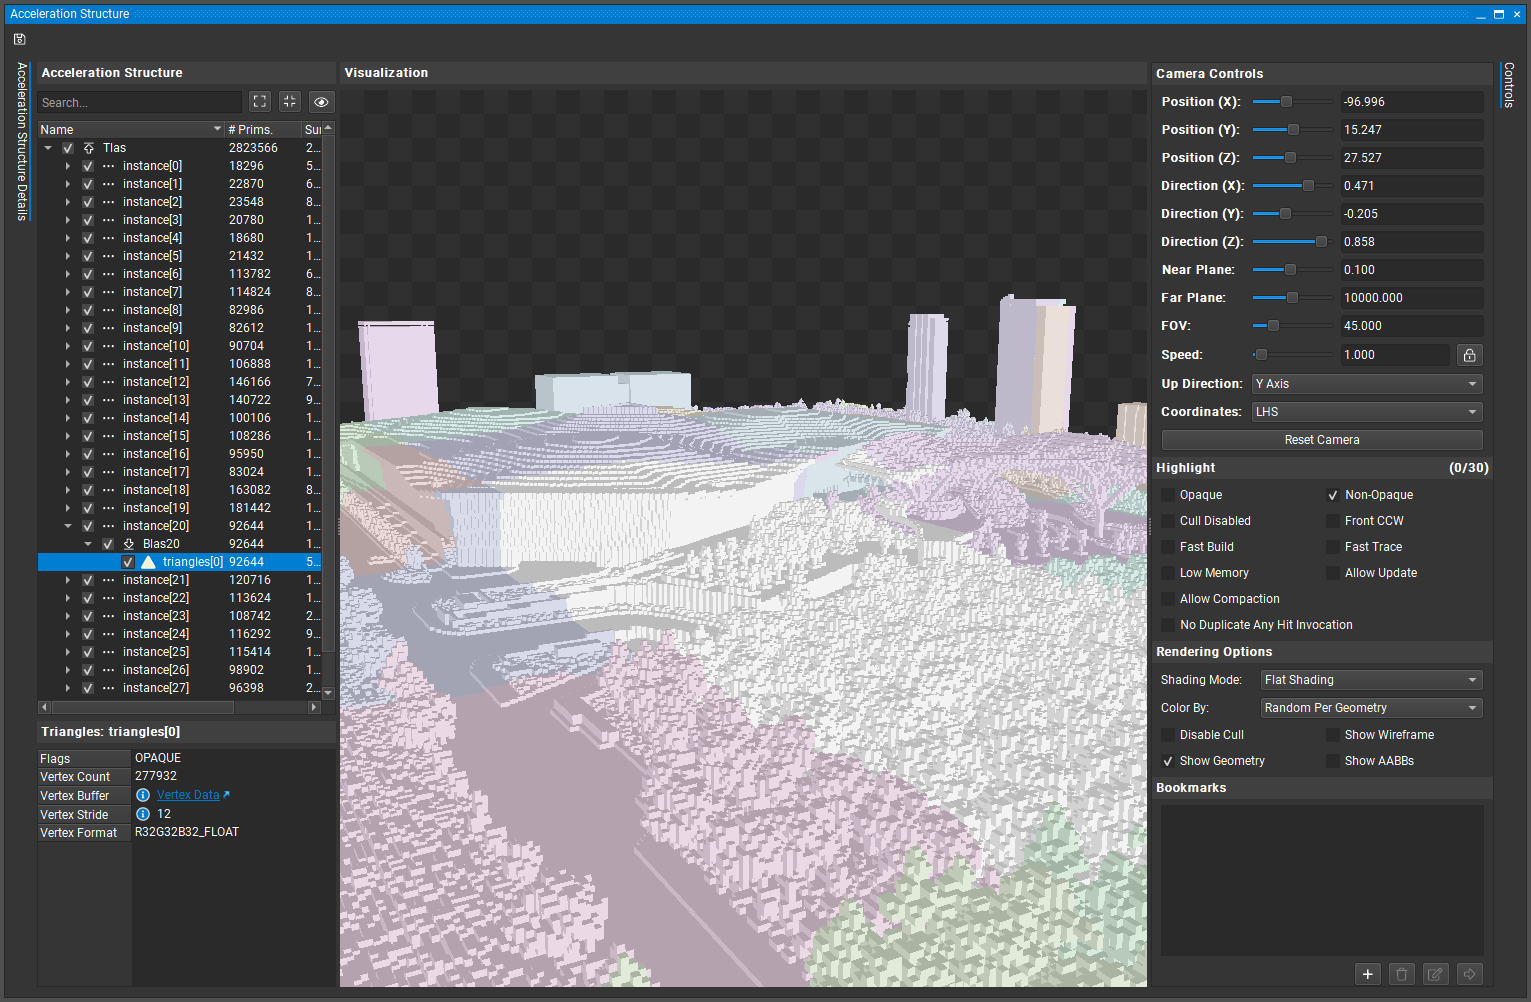 Acceleration Structure
Acceleration Structure Details
Acceleration Structure
Search...
Name # Prims. Sur
Tlas 2823566 2...
instance[0] 18296 5...
instance[1] 22870 6...
instance[2] 23548 8...
instance[3] 20780 1...
instance[4] 18680 1...
instance[5] 21432 1...
instance[6] 113782 6...
instance[7] 114824 8...
instance[8] 82986 1...
instance[9] 82612 1...
instance[10] 90704 1...
instance[11] 106888 1...
instance[12] 146166 7...
instance[13] 140722 9...
instance[14] 100106 1...
instance[15] 108286 1...
instance[16] 95950 1...
instance[17] 83024 1...
instance[18] 163082 8...
instance[19] 181442 1...
instance[20] 92644 1...
Blas20 92644 1...
triangles[0] 92644 5...
instance[21] 120716 1...
instance[22] 113624 1...
instance[23] 108742 2...
instance[24] 116292 9...
instance[25] 115414 1...
instance[26] 98902 1...
instance[27] 96398 2...
Triangles: triangles[0]
Flags OPAQUE
Vertex Count 277932
Vertex Buffer Vertex Data
Vertex Stride 12
Vertex Format R32G32B32_FLOAT
Visualization
Camera Controls
Position (X): -96.996
Position (Y): 15.247
Position (Z): 27.527
Direction (X): 0.471
Direction (Y): -0.205
Direction (Z): 0.858
Near Plane: 0.100
Far Plane: 10000.000
FOV: 45.000
Speed: 1.000
Up Direction: Y Axis
Coordinates: LHS
Reset Camera
Highlight (0/30)
Opaque Non-Opaque
Cull Disabled Front CCW
Fast Build Fast Trace
Low Memory Allow Update
Allow Compaction
No Duplicate Any Hit Invocation
Rendering Options
Shading Mode: Flat Shading
Color By: Random Per Geometry
Disable Cull Show Wireframe
Show Geometry Show AABBs
Bookmarks
Controls